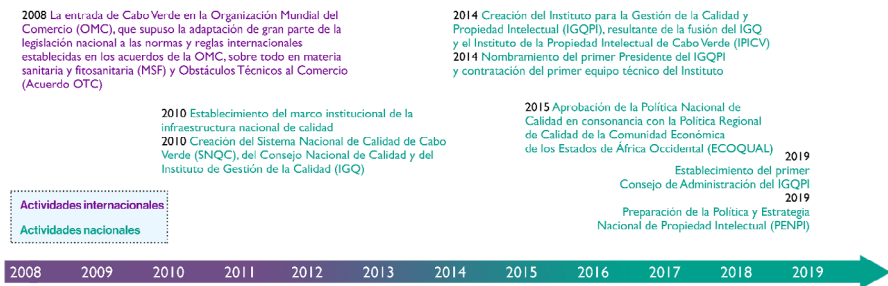 2008 La entrada de Cabo Verde en la Organización Mundial del
Comercio (OMC), que supuso la adaptación de gran parte de la
legislación nacional a las normas y reglas internacionales
establecidas en los acuerdos de la OMC, sobre todo en materia
sanitaria y fitosanitaria (MSF) y Obstáculos Técnicos al Comercio
(Acuerdo OTC)
2010 Establecimiento del marco institucional de la
infraestructura nacional de calidad
2010 Creación del Sistema Nacional de Calidad de Cabo
Verde (SNQC), del Consejo Nacional de Calidad y del
Instituto de Gestión de la Calidad (IGQ)
2014 Creación del Instituto para la Gestión de la Calidad y
Propiedad Intelectual (IGQPI), resultante de la fusión del IGQ
y el Instituto de la Propiedad Intelectual de Cabo Verde (IPICV)
2014 Nombramiento del primer Presidente del IGQPI
y contratación del primer equipo técnico del Instituto
2015 Aprobación de la Política Nacional de
Calidad en consonancia con la Política Regional
de Calidad de la Comunidad Económica
de los Estados de África Occidental (ECOQUAL)
2019
Establecimiento del primer
Consejo de Administración del IGQPI
2019
Preparación de la Política y Estrategia
Nacional de Propiedad Intelectual (PENPI)
Actividades internacionales
Actividades nacionales
2008 2009 2010 2011 2012 2013 2014 2015 2016 2017 2018 2019